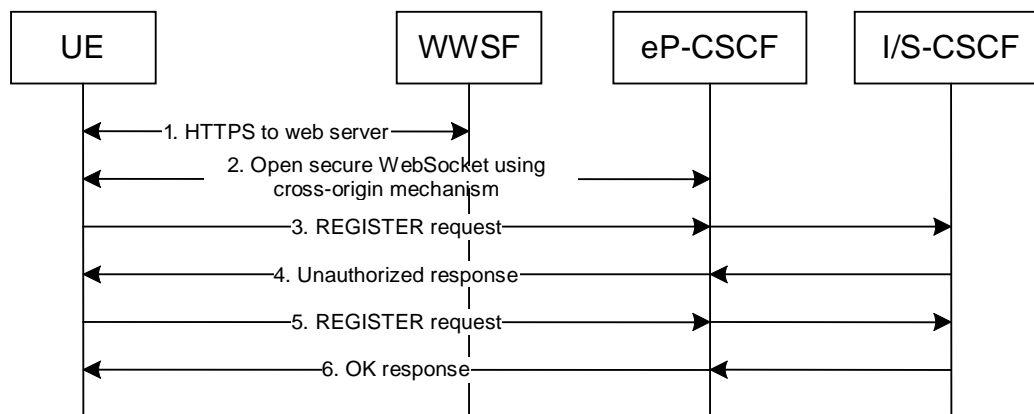 UE
WWSF
eP-CSCF
I/S-CSCF
1. HTTPS to web server
2. Open secure WebSocket using
cross-origin mechanism
3. REGISTER request
4. Unauthorized response
5. REGISTER request
6. OK response